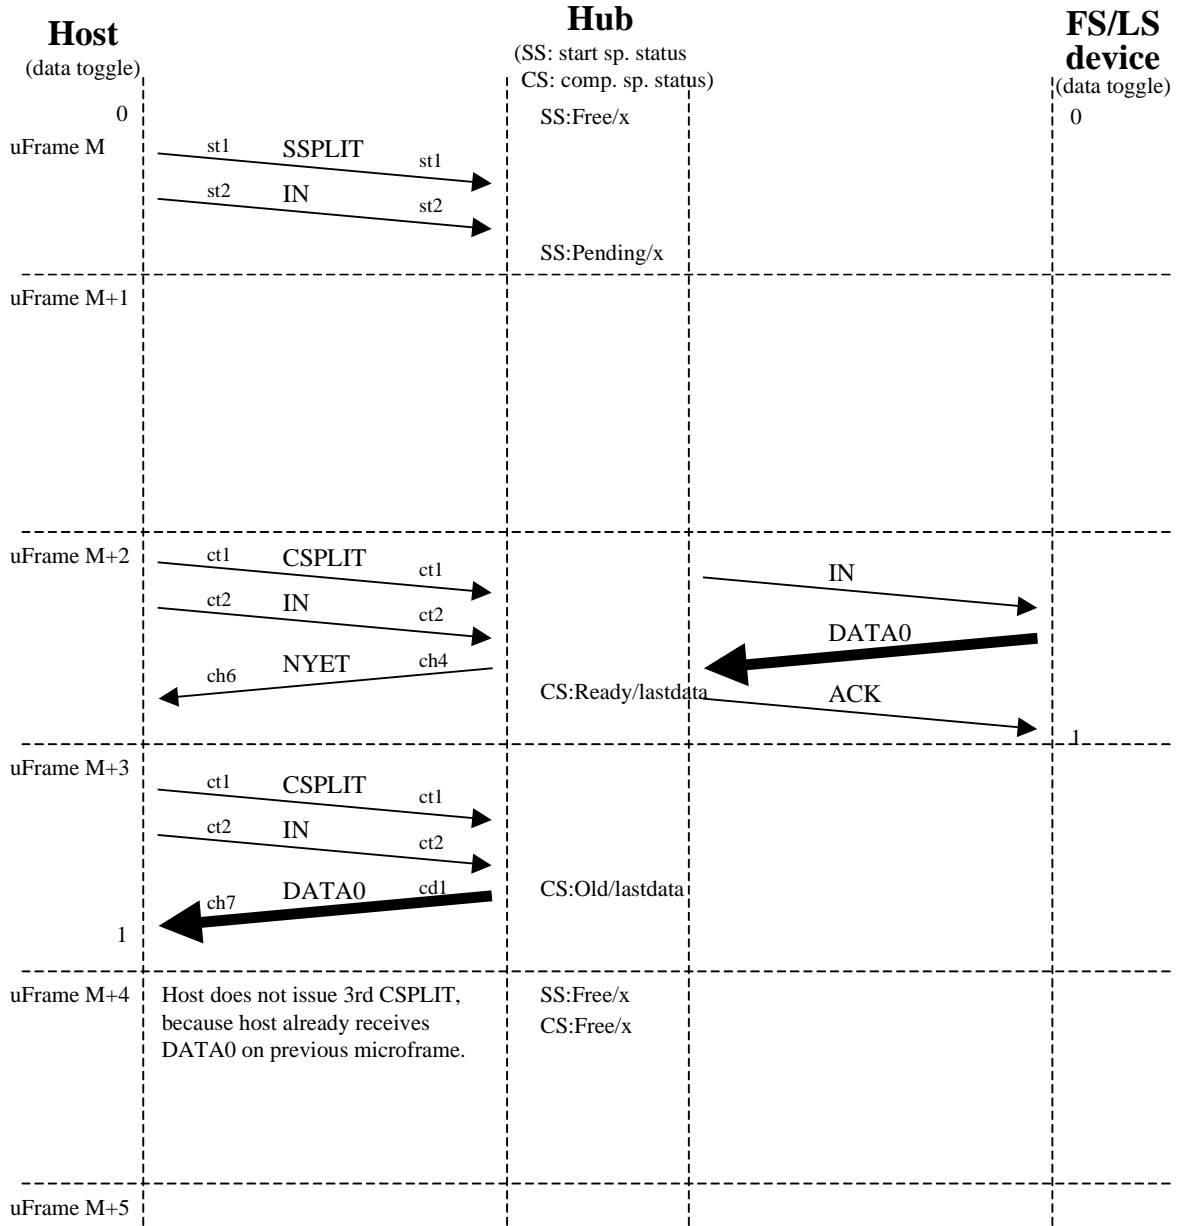 Host
(data toggle)
Hub
(SS: start sp. status
CS: comp. sp. status)
FS/LS
device
(data toggle)
0
SS:Free/x
0
uFrame M
st1
SSPLIT
st1
st2
IN
st2
SS:Pending/x
uFrame M+1
uFrame M+2
ct1
CSPLIT
ct1
IN
ct2
IN
ct2
DATA0
ch6
NYET
ch4
CS:Ready/lastdata
ACK
1
uFrame M+3
ct1
CSPLIT
ct1
ct2
IN
ct2
ch7
DATA0
cd1
CS:Old/lastdata
1
uFrame M+4
Host does not issue 3rd CSPLIT,
because host already receives
DATA0 on previous microframe.
SS:Free/x
CS:Free/x
uFrame M+5